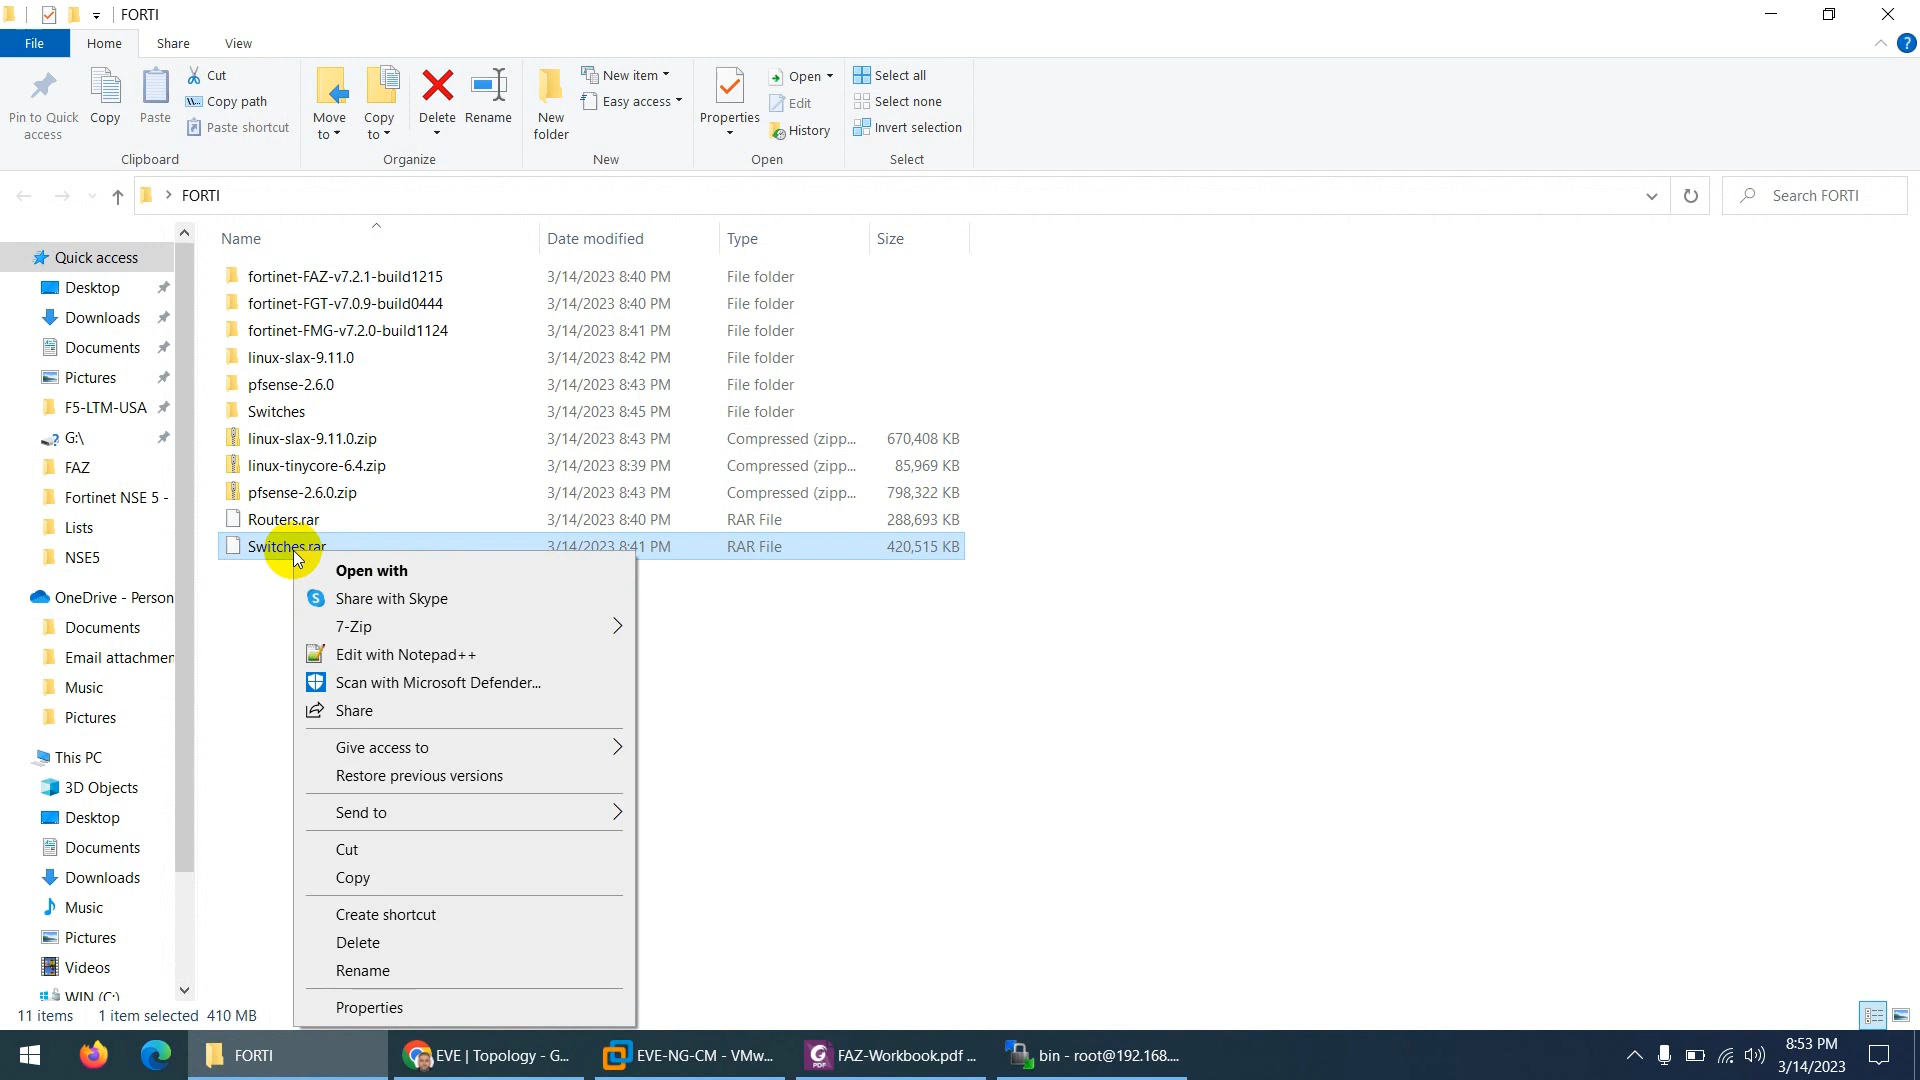 FORTI
File
Home
Share
View
Pin to Quick access
Copy
Paste
Cut
Copy path
Paste shortcut
Clipboard
Move to
Copy to
Delete
Rename
Organize
New folder
New item
Easy access
New
Properties
Open
Edit
History
Open
Select all
Select none
Invert selection
Select
FORTI
Search FORTI
Name Date modified Type Size
fortinet-FAZ-v7.2.1-build1215 3/14/2023 8:40 PM File folder
fortinet-FGT-v7.0.9-build0444 3/14/2023 8:40 PM File folder
fortinet-FMG-v7.2.0-build1124 3/14/2023 8:41 PM File folder
linux-slax-9.11.0 3/14/2023 8:42 PM File folder
pfsense-2.6.0 3/14/2023 8:43 PM File folder
Switches 3/14/2023 8:45 PM File folder
linux-slax-9.11.0.zip 3/14/2023 8:43 PM Compressed (zipp... 670,408 KB
linux-tinycore-6.4.zip 3/14/2023 8:39 PM Compressed (zipp... 85,969 KB
pfsense-2.6.0.zip 3/14/2023 8:43 PM Compressed (zipp... 798,322 KB
Routers.rar 3/14/2023 8:40 PM RAR File 288,693 KB
Switches.rar 3/14/2023 8:41 PM RAR File 420,515 KB
Quick access
Desktop
Downloads
Documents
Pictures
F5-LTM-USA
G:\
FAZ
Fortinet NSE 5 -
Lists
NSE5
OneDrive - Person
Documents
Email attachmen
Music
Pictures
This PC
3D Objects
Desktop
Documents
Downloads
Music
Pictures
Videos
WIN (C:)
Open with
Share with Skype
7-Zip
Edit with Notepad++
Scan with Microsoft Defender...
Share
Give access to
Restore previous versions
Send to
Cut
Copy
Create shortcut
Delete
Rename
Properties
11 items 1 item selected 410 MB
FORTI
EVE | Topology - G...
EVE-NG-CM - VMw...
FAZ-Workbook.pdf ...
bin - root@192.168....
8:53 PM
3/14/2023